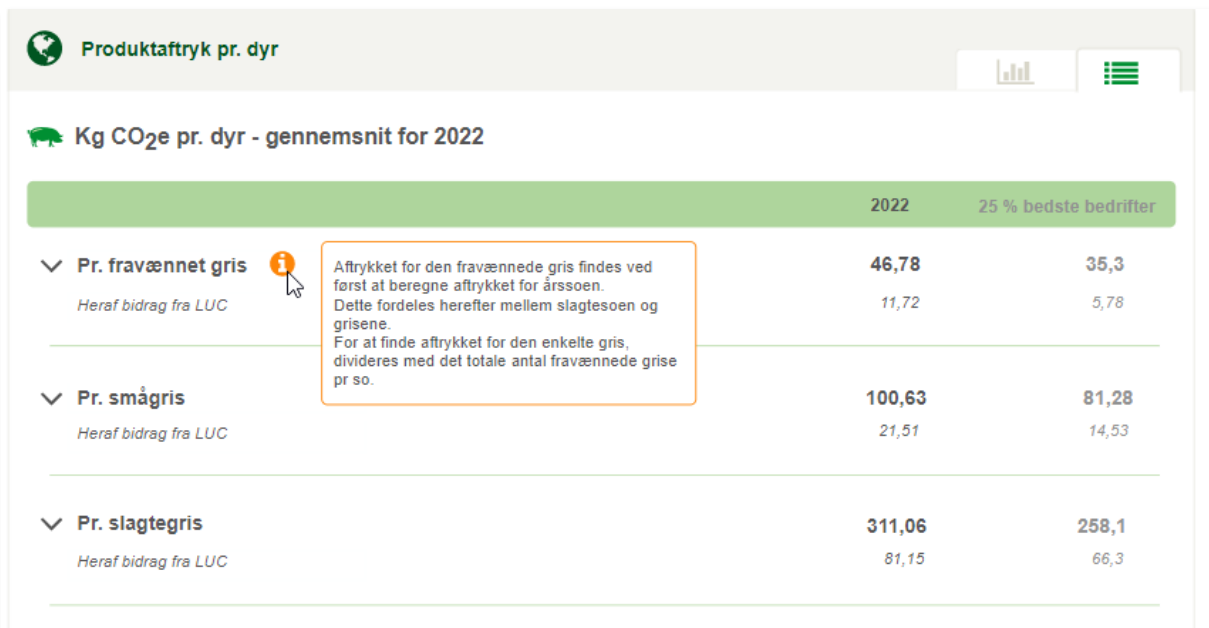 Produktaftryk pr. dyr
Kg CO2e pr. dyr - gennemsnit for 2022
2022 25 % bedste bedrifter
Pr. fravænnet gris 46,78 35,3
Heraf bidrag fra LUC 11,72 5,78
Aftrykket for den fravænnede gris findes ved
først at beregne aftrykket for årssoen.
Dette fordeles herefter mellem slagtesoen og
grisene.
For at finde aftrykket for den enkelte gris,
divideres med det totale antal fravænnede grise
pr so.
Pr. smågris 100,63 81,28
Heraf bidrag fra LUC 21,51 14,53
Pr. slagtegris 311,06 258,1
Heraf bidrag fra LUC 81,15 66,3